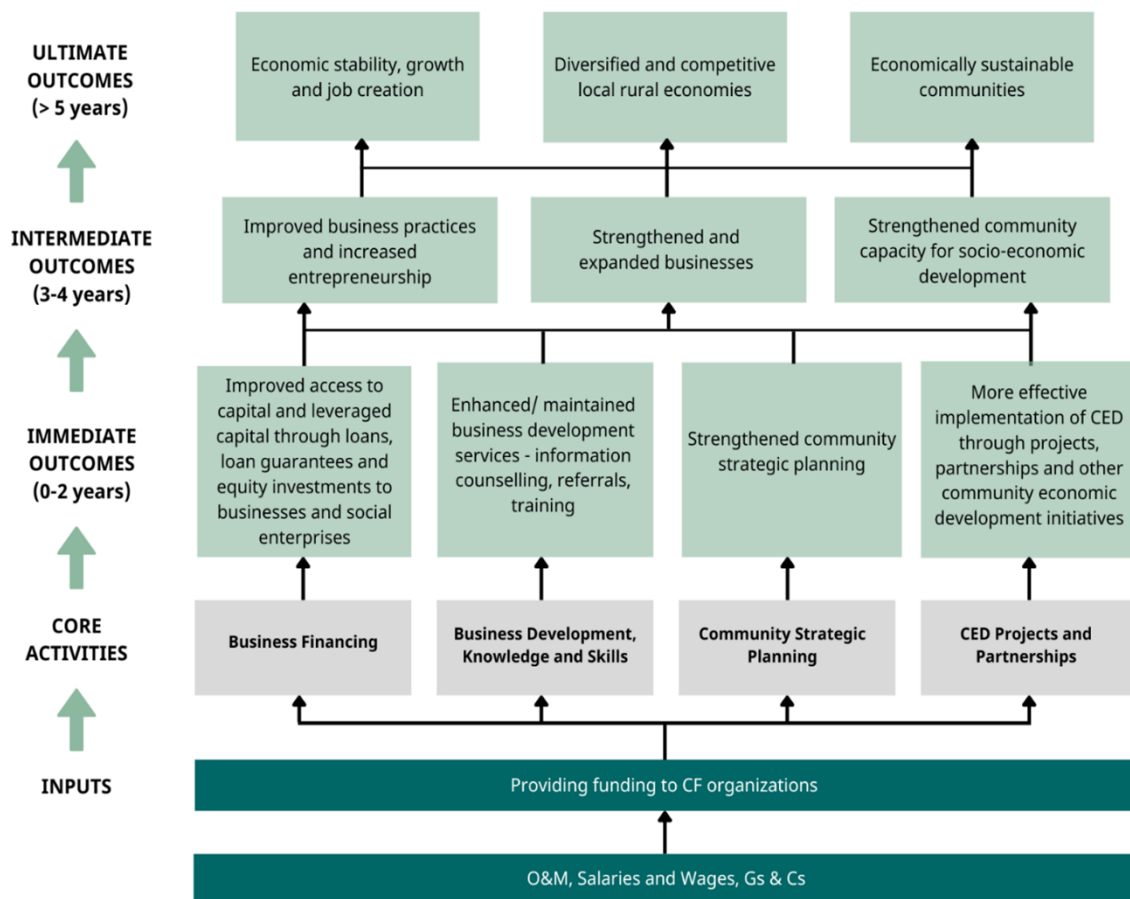 ULTIMATE
OUTCOMES
(> 5 years)
Economic stability, growth
and job creation
Diversified and competitive
local rural economies
Economically sustainable
communities
INTERMEDIATE
OUTCOMES
(3-4 years)
Improved business practices
and increased
entrepreneurship
Strengthened and
expanded businesses
Strengthened community
capacity for socio-economic
development
IMMEDIATE
OUTCOMES
(0-2 years)
Improved access to
capital and leveraged
capital through loans,
loan guarantees and
equity investments to
businesses and social
enterprises
Enhanced/ maintained
business development
services - information
counselling, referrals,
training
Strengthened community
strategic planning
More effective
implementation of CED
through projects,
partnerships and other
community economic
development initiatives
CORE
ACTIVITIES
Business Financing
Business Development,
Knowledge and Skills
Community Strategic
Planning
CED Projects and
Partnerships
INPUTS
Providing funding to CF organizations
O&M, Salaries and Wages, Gs & Cs